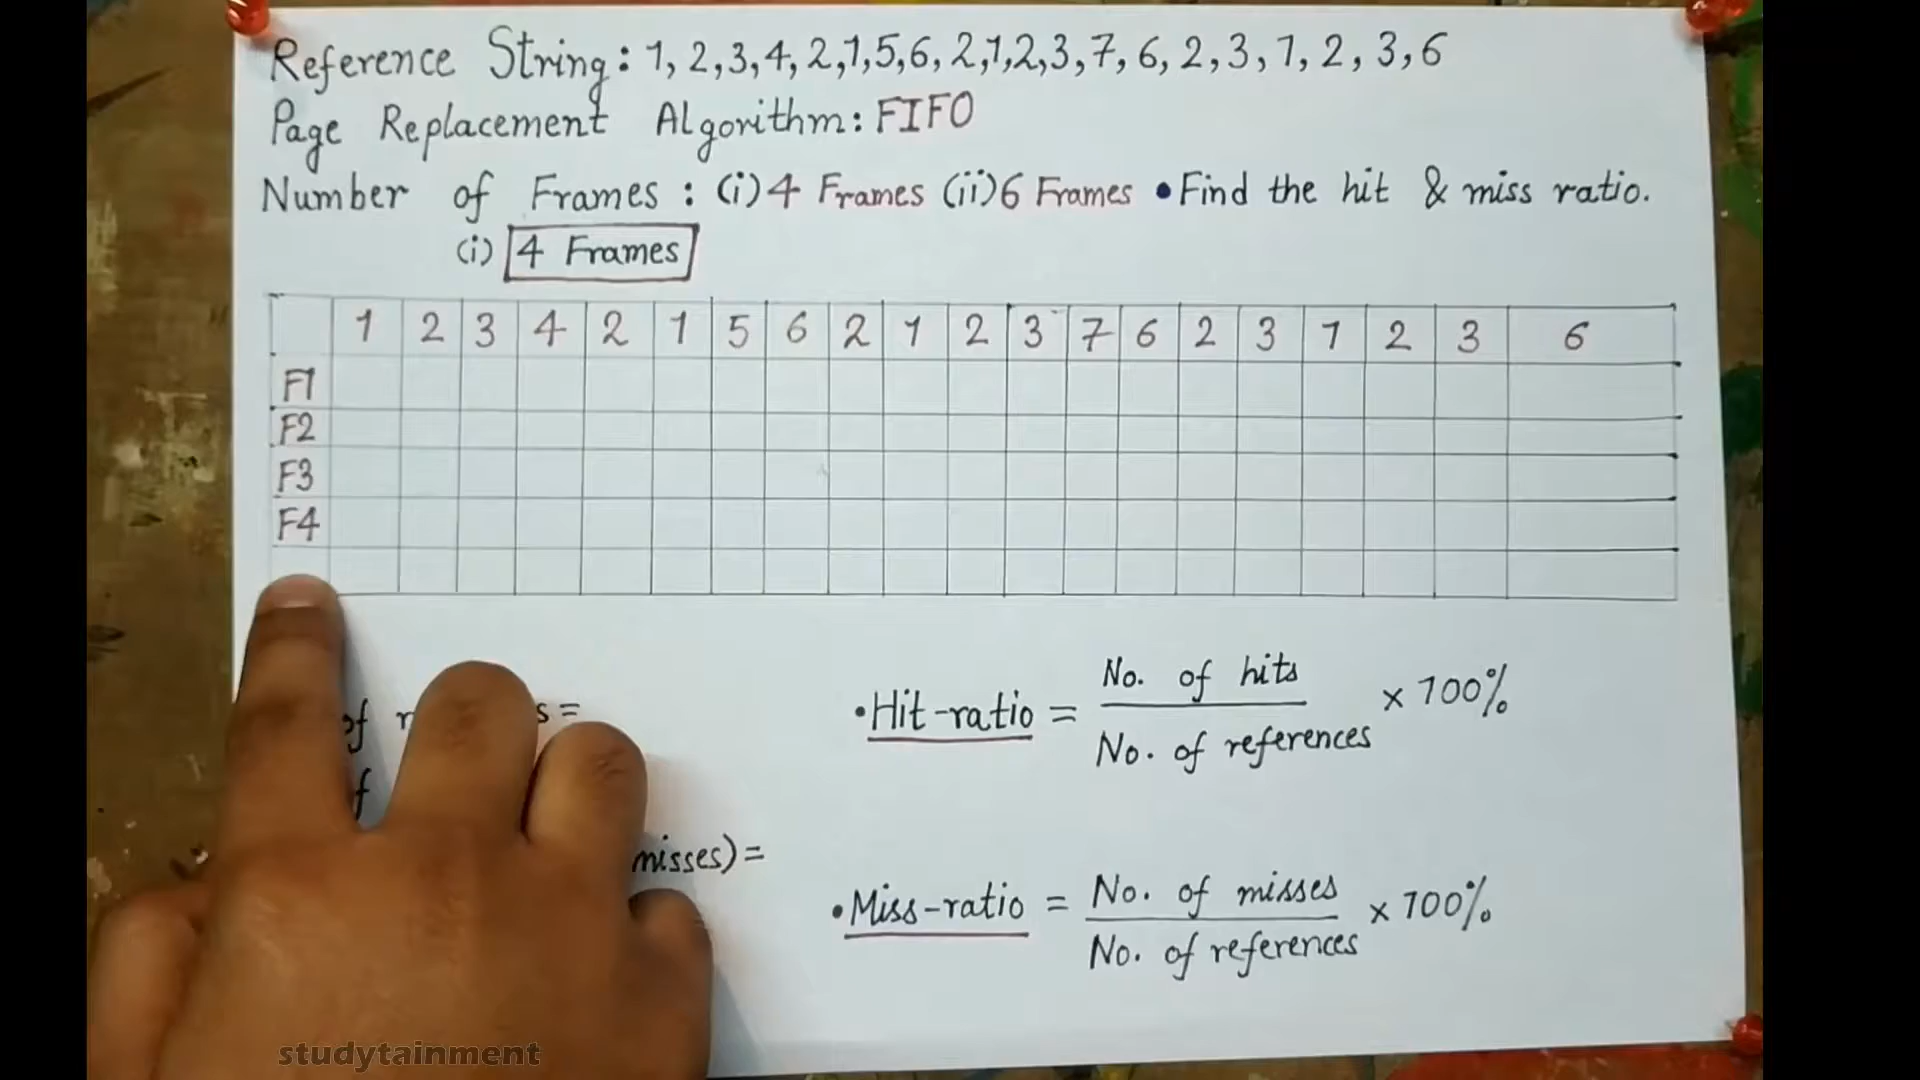 Reference String: 1, 2,3,4, 2,1,5,6, 2,1,2,3,7, 6, 2, 3, 1, 2, 3,6
Page Replacement Algorithm: FIFO
Number of Frames : (i) 4 Frames (ii) 6 Frames • Find the hit & miss ratio.
(i) 4 Frames
1 2 3 4 2 1 5 6 2 1 2 3 7 6 2 3 1 2 3 6
F1
F2
F3
F4
of s =
misses) =
• Hit-ratio = No. of hits
No. of references × 100%
• Miss-ratio = No. of misses
No. of references × 100%
studytainment